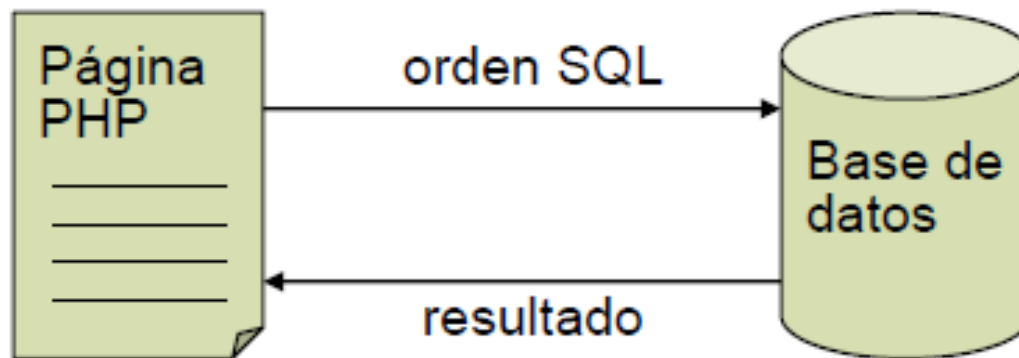 Página
PHP
orden SQL
Base de
datos
resultado